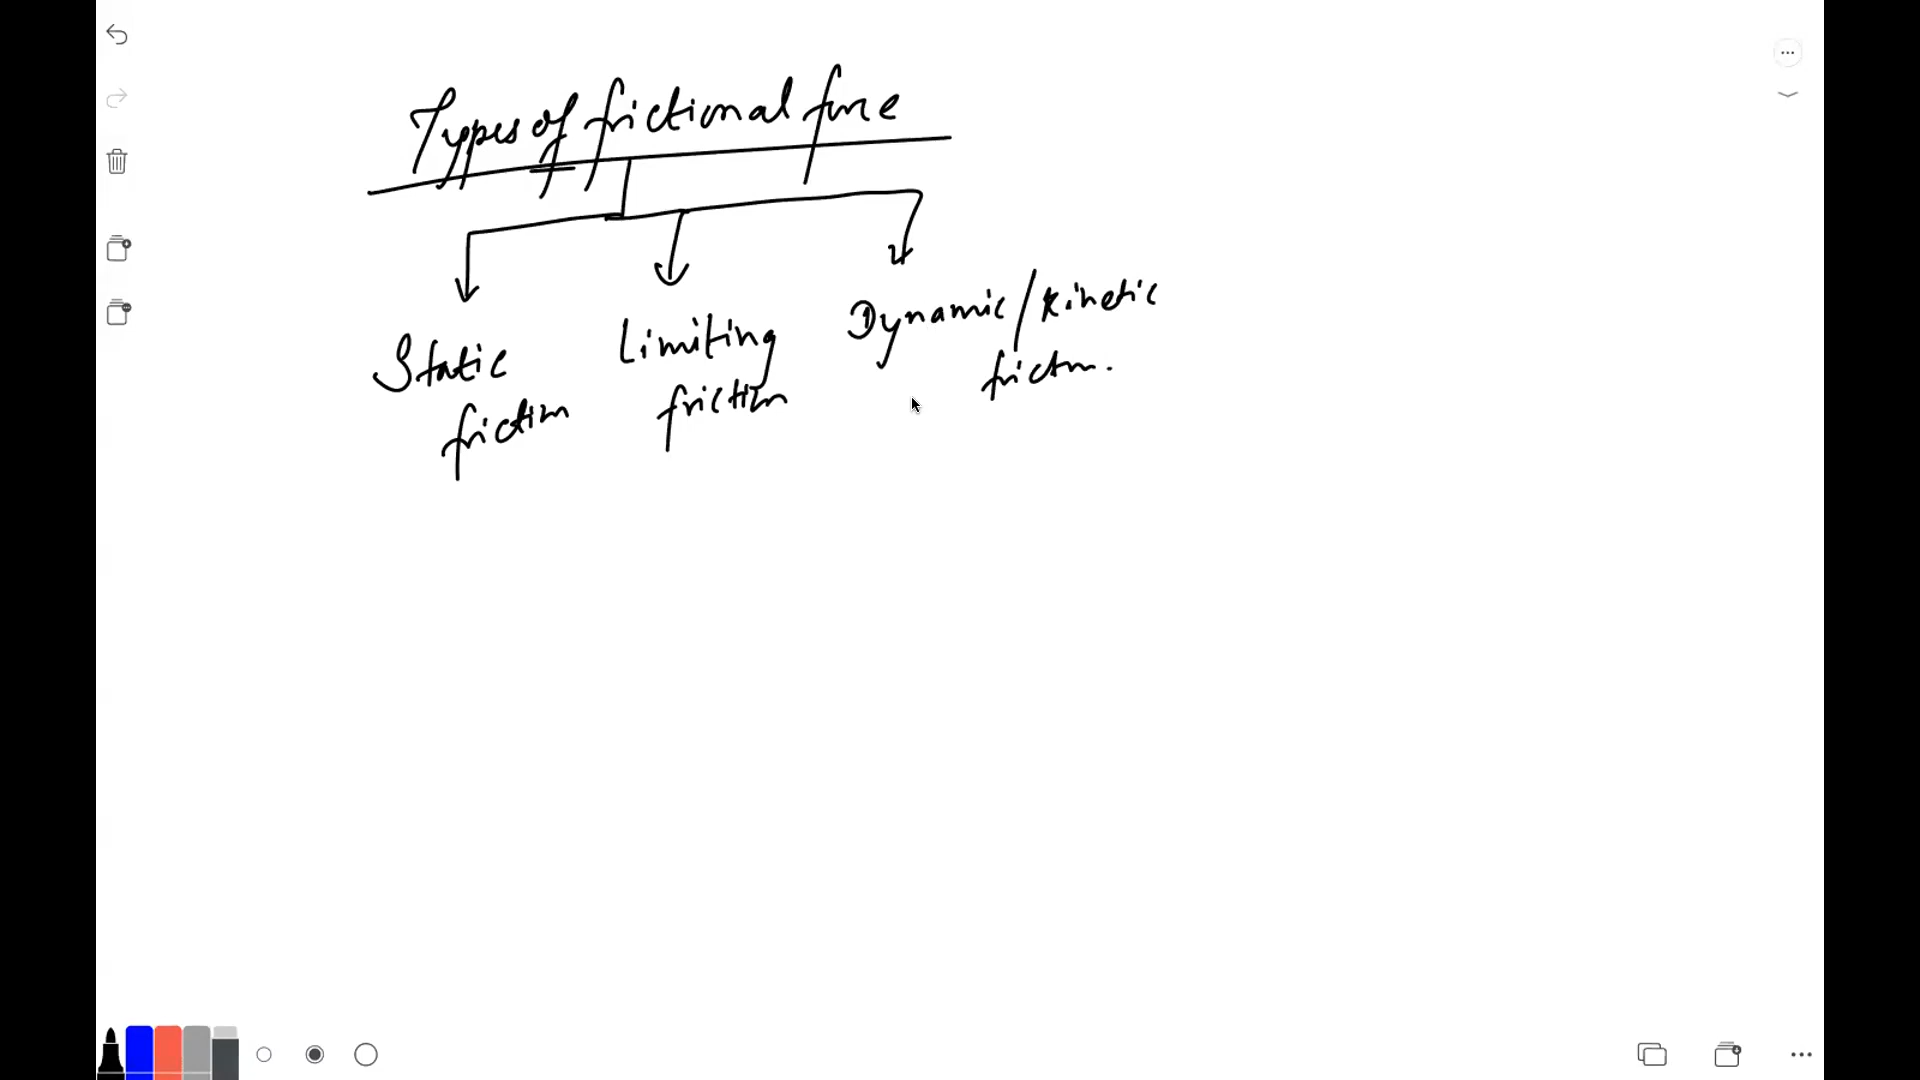 Types of frictional force
Static
friction
Limiting
friction
Dynamic/Kinetic
friction.